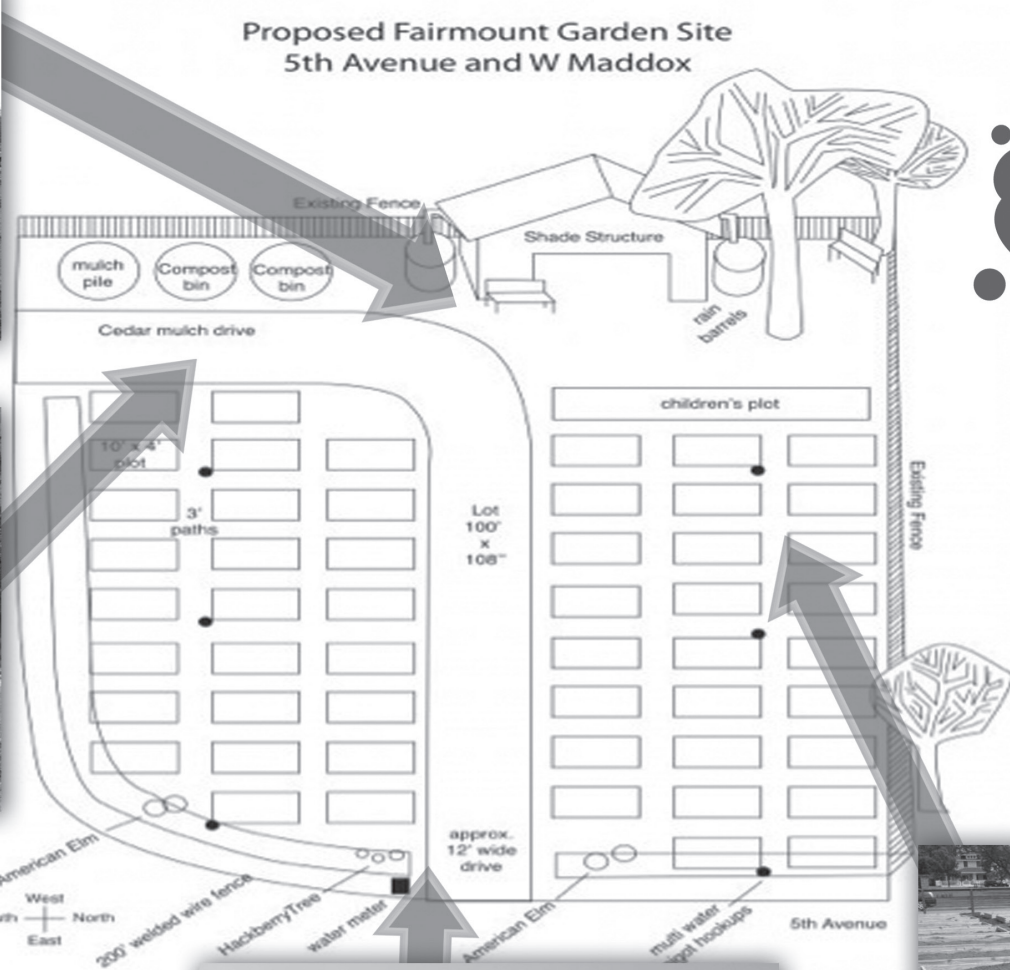 Proposed Fairmount Garden Site
5th Avenue and W Maddox
Existing Fence
Shade Structure
mulch
pile
Compost
bin
Compost
bin
rain
barrels
Cedar mulch drive
children's plot
10' x 4'
plot
3'
paths
Lot
100'
x
108"
Existing Fence
approx.
12' wide
drive
American Elm
200' welded wire fence
HackberryTree
water meter
American Elm
multi water
hookups
5th Avenue
West
North
East